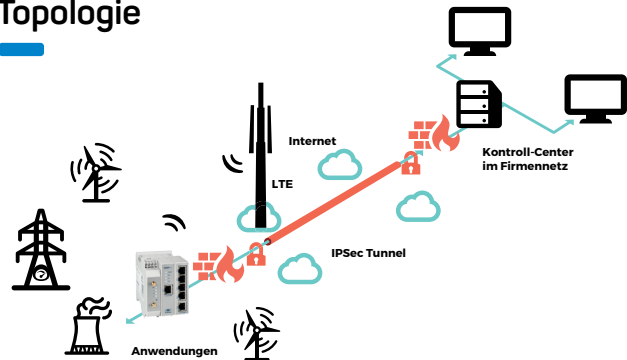 Topologie
Internet
LTE
Kontroll-Center
im Firmennetz
IPSec Tunnel
Anwendungen